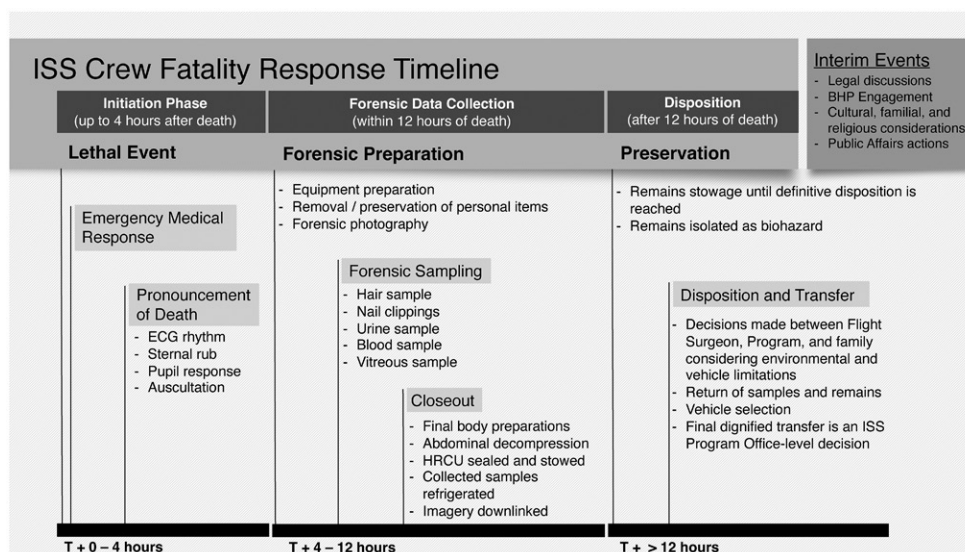 ISS Crew Fatality Response Timeline
Interim Events
- Legal discussions
- BHP Engagement
- Cultural, familial, and
religious considerations
- Public Affairs actions
Initiation Phase
(up to 4 hours after death)
Forensic Data Collection
(within 12 hours of death)
Disposition
(after 12 hours of death)
Lethal Event
Forensic Preparation
Preservation
Emergency Medical
Response
Pronouncement
of Death
- ECG rhythm
- Sternal rub
- Pupil response
- Auscultation
- Equipment preparation
- Removal / preservation of personal items
- Forensic photography
Forensic Sampling
- Hair sample
- Nail clippings
- Urine sample
- Blood sample
- Vitreous sample
Closeout
- Final body preparations
- Abdominal decompression
- HRCU sealed and stowed
- Collected samples
refrigerated
- Imagery downlinked
- Remains stowage until definitive disposition is
reached
- Remains isolated as biohazard
Disposition and Transfer
- Decisions made between Flight
Surgeon, Program, and family
considering environmental and
vehicle limitations
- Return of samples and remains
- Vehicle selection
- Final dignified transfer is an ISS
Program Office-level decision
T + 0 – 4 hours
T + 4 – 12 hours
T + > 12 hours